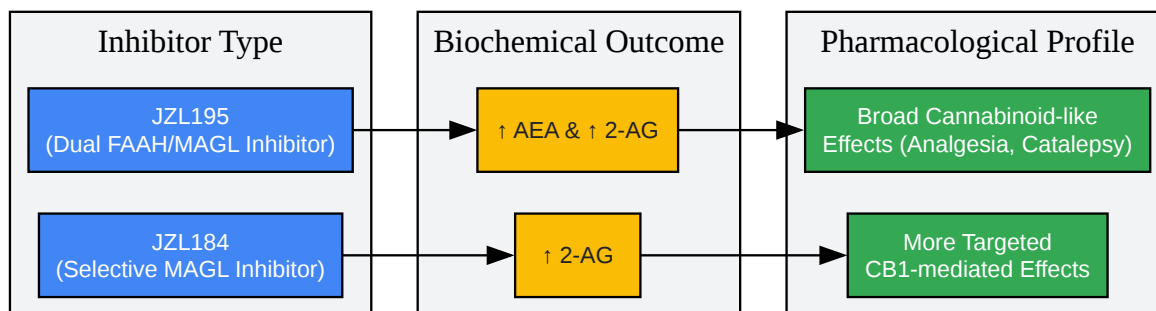 Inhibitor Type
Biochemical Outcome
Pharmacological Profile
JZL195
(Dual FAAH/MAGL Inhibitor)
↑ AEA & ↑ 2-AG
Broad Cannabinoid-like
Effects (Analgesia, Catalepsy)
JZL184
(Selective MAGL Inhibitor)
↑ 2-AG
More Targeted
CB1-mediated Effects